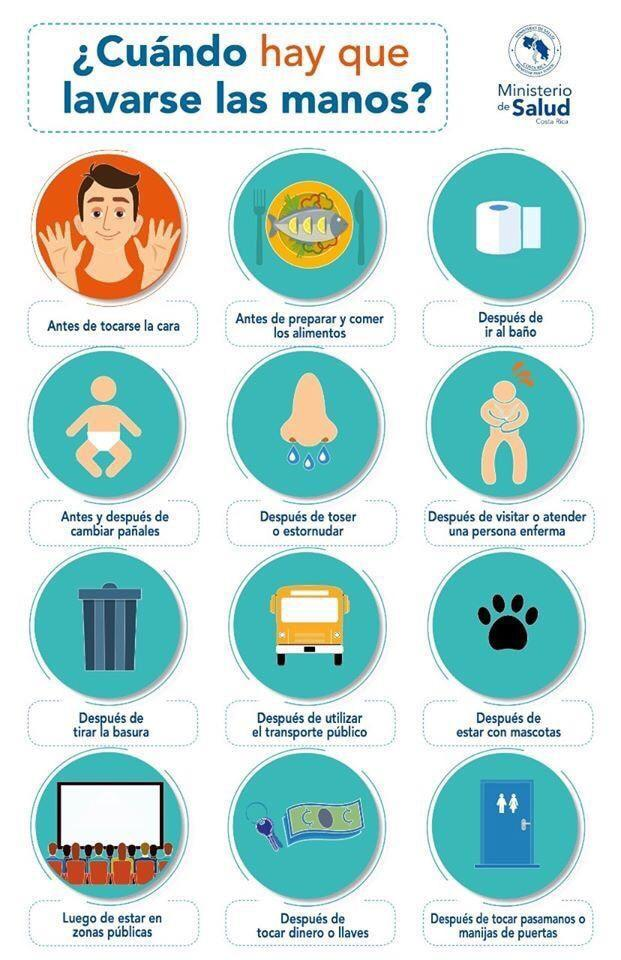 ¿Cuándo hay que
lavarse las manos?
Ministerio
de Salud
Costa Rica
Antes de tocarse la cara
Antes de preparar y comer
los alimentos
Después de
ir al baño
Antes y después de
cambiar pañales
Después de toser
o estornudar
Después de visitar o atender
una persona enferma
Después de
tirar la basura
Después de utilizar
el transporte público
Después de
estar con mascotas
Luego de estar en
zonas públicas
Después de
tocar dinero o llaves
Después de tocar pasamano o
manijas de puertas